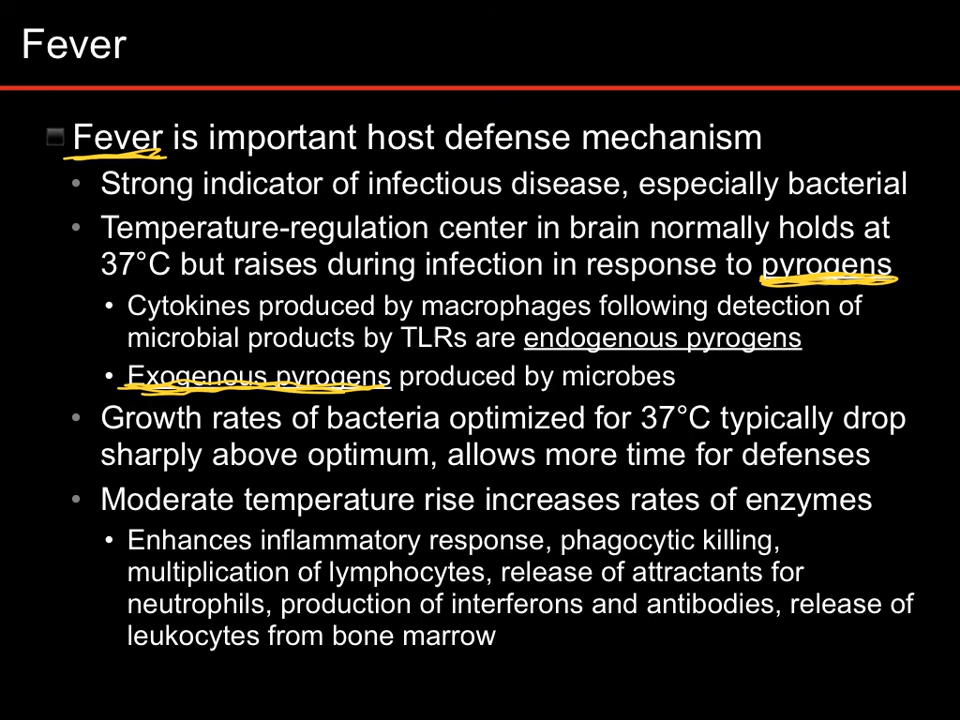 Fever
Fever is important host defense mechanism
• Strong indicator of infectious disease, especially bacterial
• Temperature-regulation center in brain normally holds at
37°C but raises during infection in response to pyrogens
• Cytokines produced by macrophages following detection of
microbial products by TLRs are endogenous pyrogens
• Exogenous pyrogens produced by microbes
• Growth rates of bacteria optimized for 37°C typically drop
sharply above optimum, allows more time for defenses
• Moderate temperature rise increases rates of enzymes
• Enhances inflammatory response, phagocytic killing,
multiplication of lymphocytes, release of attractants for
neutrophils, production of interferons and antibodies, release of
leukocytes from bone marrow